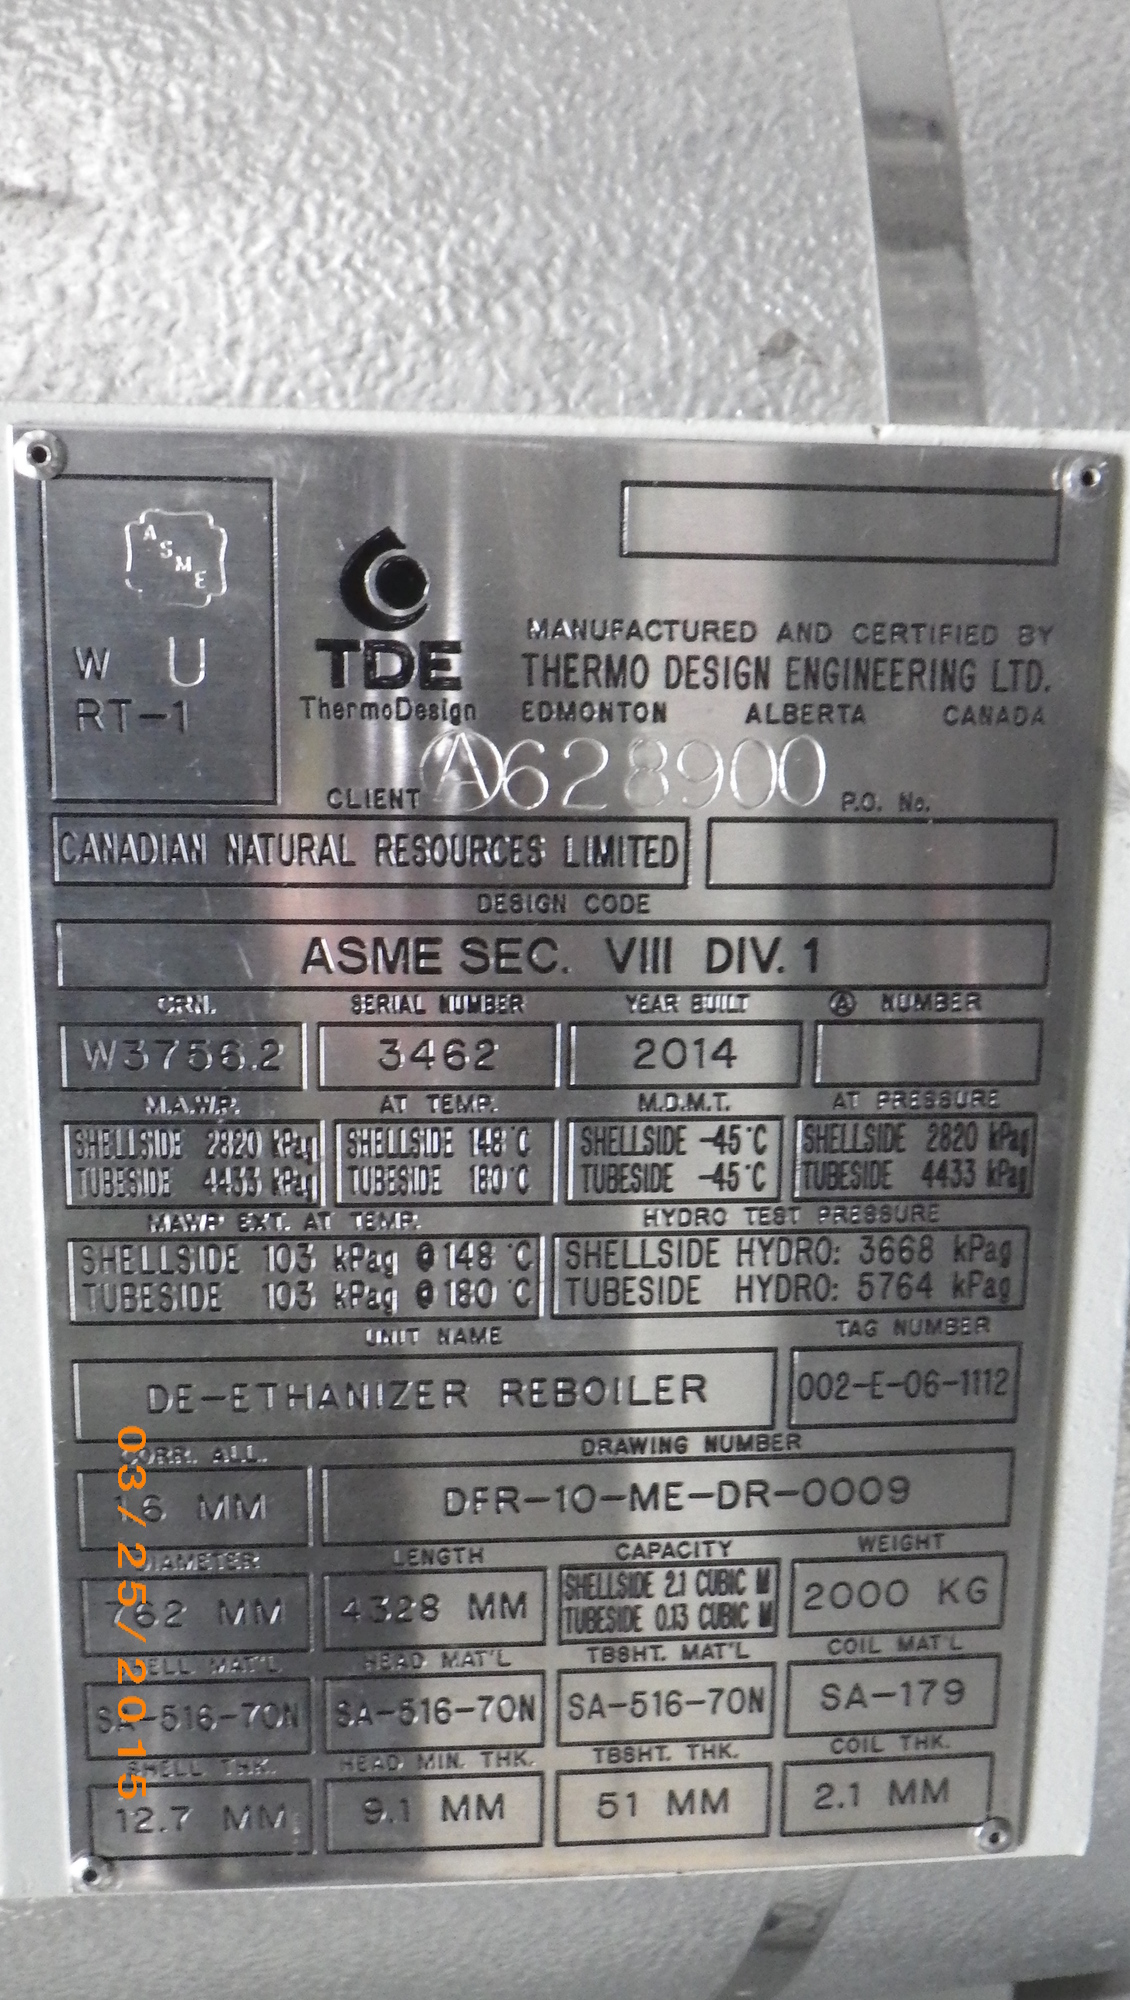 ASME
W U
RT-1
TDE
ThermoDesign
MANUFACTURED AND CERTIFIED BY
THERMO DESIGN ENGINEERING LTD.
EDMONTON ALBERTA CANADA
A628900
CLIENT P.O. No.
CANADIAN NATURAL RESOURCES LIMITED
DESIGN CODE
ASME SEC. VIII DIV. 1
CRN. SERIAL NUMBER YEAR BUILT Ⓐ NUMBER
W3756.2 3462 2014
M.A.W.P. AT TEMP. M.D.M.T. AT PRESSURE
SHELLSIDE 2820 kPag SHELLSIDE 148°C SHELLSIDE -45°C SHELLSIDE 2820 kPag
TUBESIDE 4433 kPag TUBESIDE 180°C TUBESIDE -45°C TUBESIDE 4433 kPag
MAWP EXT. AT TEMP. HYDRO TEST PRESSURE
SHELLSIDE 103 kPag @ 148 °C SHELLSIDE HYDRO: 3668 kPag
TUBESIDE 103 kPag @ 180 °C TUBESIDE HYDRO: 5764 kPag
UNIT NAME TAG NUMBER
DE-ETHANIZER REBOILER 002-E-06-1112
CORR. ALL. DRAWING NUMBER
1.6 MM DFR-10-ME-DR-0009
DIAMETER LENGTH CAPACITY WEIGHT
762 MM 4328 MM SHELLSIDE 2.1 CUBIC M 2000 KG
TUBESIDE 0.13 CUBIC M
SHELL MAT'L HEAD MAT'L TBSHT. MAT'L COIL MAT'L
SA-516-70N SA-516-70N SA-516-70N SA-179
SHELL THK. HEAD MIN. THK. TBSHT. THK. COIL THK.
12.7 MM 9.1 MM 51 MM 2.1 MM
03/25/2015